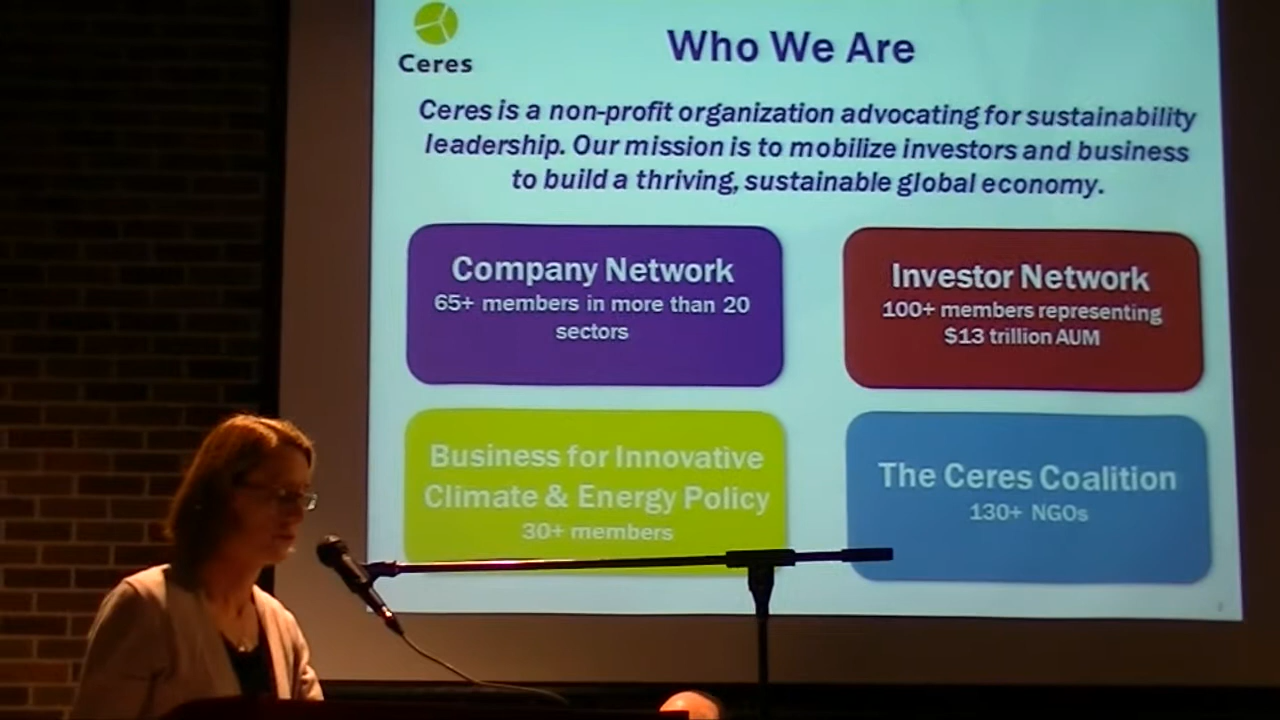 Ceres
Who We Are
Ceres is a non-profit organization advocating for sustainability
leadership. Our mission is to mobilize investors and business
to build a thriving, sustainable global economy.
Company Network
65+ members in more than 20
sectors
Investor Network
100+ members representing
$13 trillion AUM
Business for Innovative
Climate & Energy Policy
30+ members
The Ceres Coalition
130+ NGOs